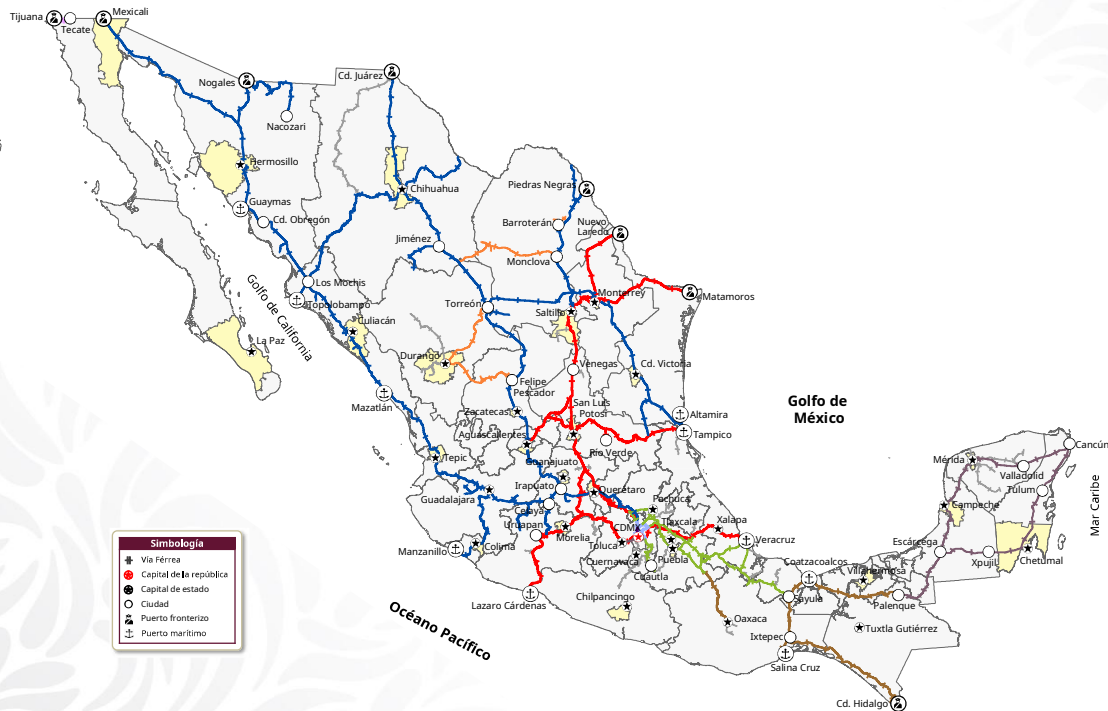 Tijuana
Mexicali
Tecate
Nogales
Cd. Juárez
Nacozari
Hermosillo
Chihuahua
Piedras Negras
Guaymas
Cd. Obregón
Barroterán
Nuevo
Laredo
Jiménez
Monclova
Los Mochis
Topolobampo
Golfo de California
Torreón
Monterrey
Matamoros
Saltillo
Culiacán
La Paz
Durango
Venegas
Cd. Victoria
Felipe
Pescador
Mazatlán
Zacatecas
San Luis
Potosí
Altamira
Tampico
Golfo de
México
Aguascalientes
Río Verde
Tepic
Guanajuato
Irapuato
Querétaro
Guadalajara
Pachuca
Celaya
Uruapan
CDMX
Tlaxcala
Xalapa
Morelia
Toluca
Veracruz
Manzanillo
Colima
Cuernavaca
Puebla
Cuautla
Coatzacoalcos
Villahermosa
Lazaro Cárdenas
Chilpancingo
Sayula
Palenque
Oaxaca
Ixtepec
Tuxtla Gutiérrez
Salina Cruz
Cd. Hidalgo
Océano Pacífico
Mérida
Cancún
Valladolid
Tulum
Campeche
Mar Caribe
Escárcega
Xpujil
Chetumal
Simbología
Vía Férrea
Capital de la república
Capital de estado
Ciudad
Puerto fronterizo
Puerto marítimo